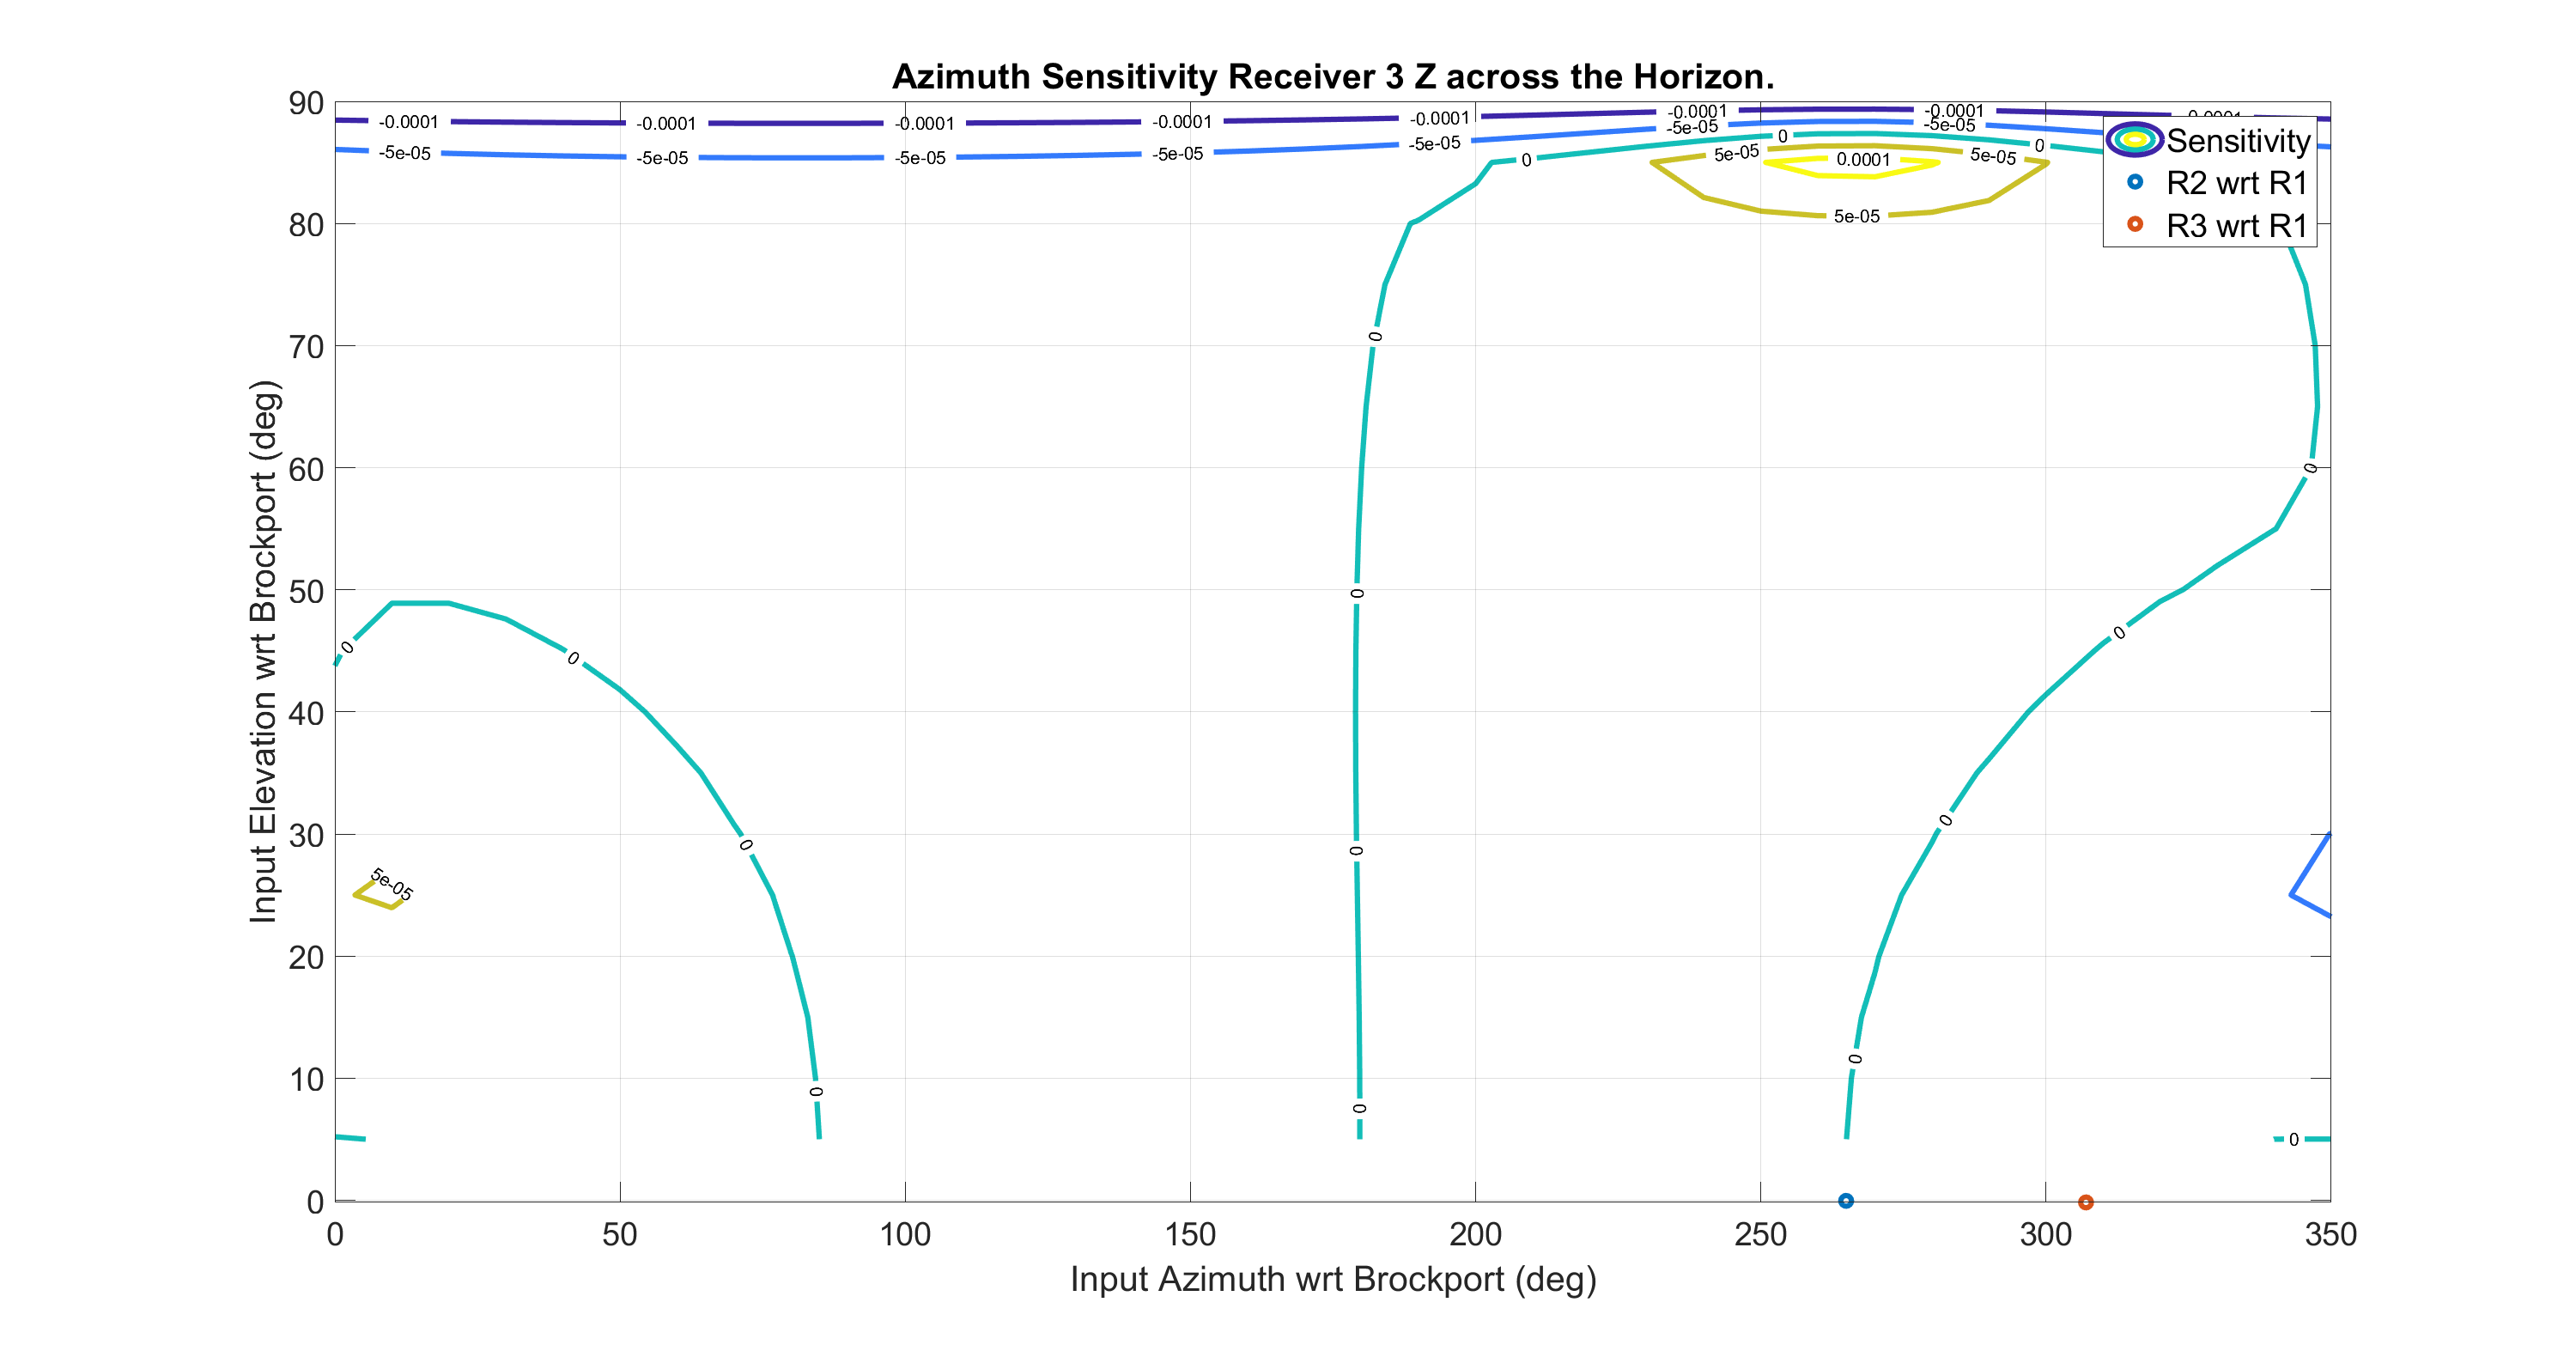 Azimuth Sensitivity Receiver 3 Z across the Horizon.
90
80
70
60
50
40
30
20
10
0
Input Elevation wrt Brockport (deg)
-0.0001
-0.0001
-0.0001
-0.0001
-0.0001
-0.0001
-0.0001
-5e-05
-5e-05
-5e-05
-5e-05
-5e-05
-5e-05
-5e-05
0
0
0
5e-05
0.0001
5e-05
5e-05
Sensitivity
R2 wrt R1
R3 wrt R1
0
0
0
0
0
0
0
0
0
5e-05
0
0
0
0
0
0 50 100 150 200 250 300 350
Input Azimuth wrt Brockport (deg)